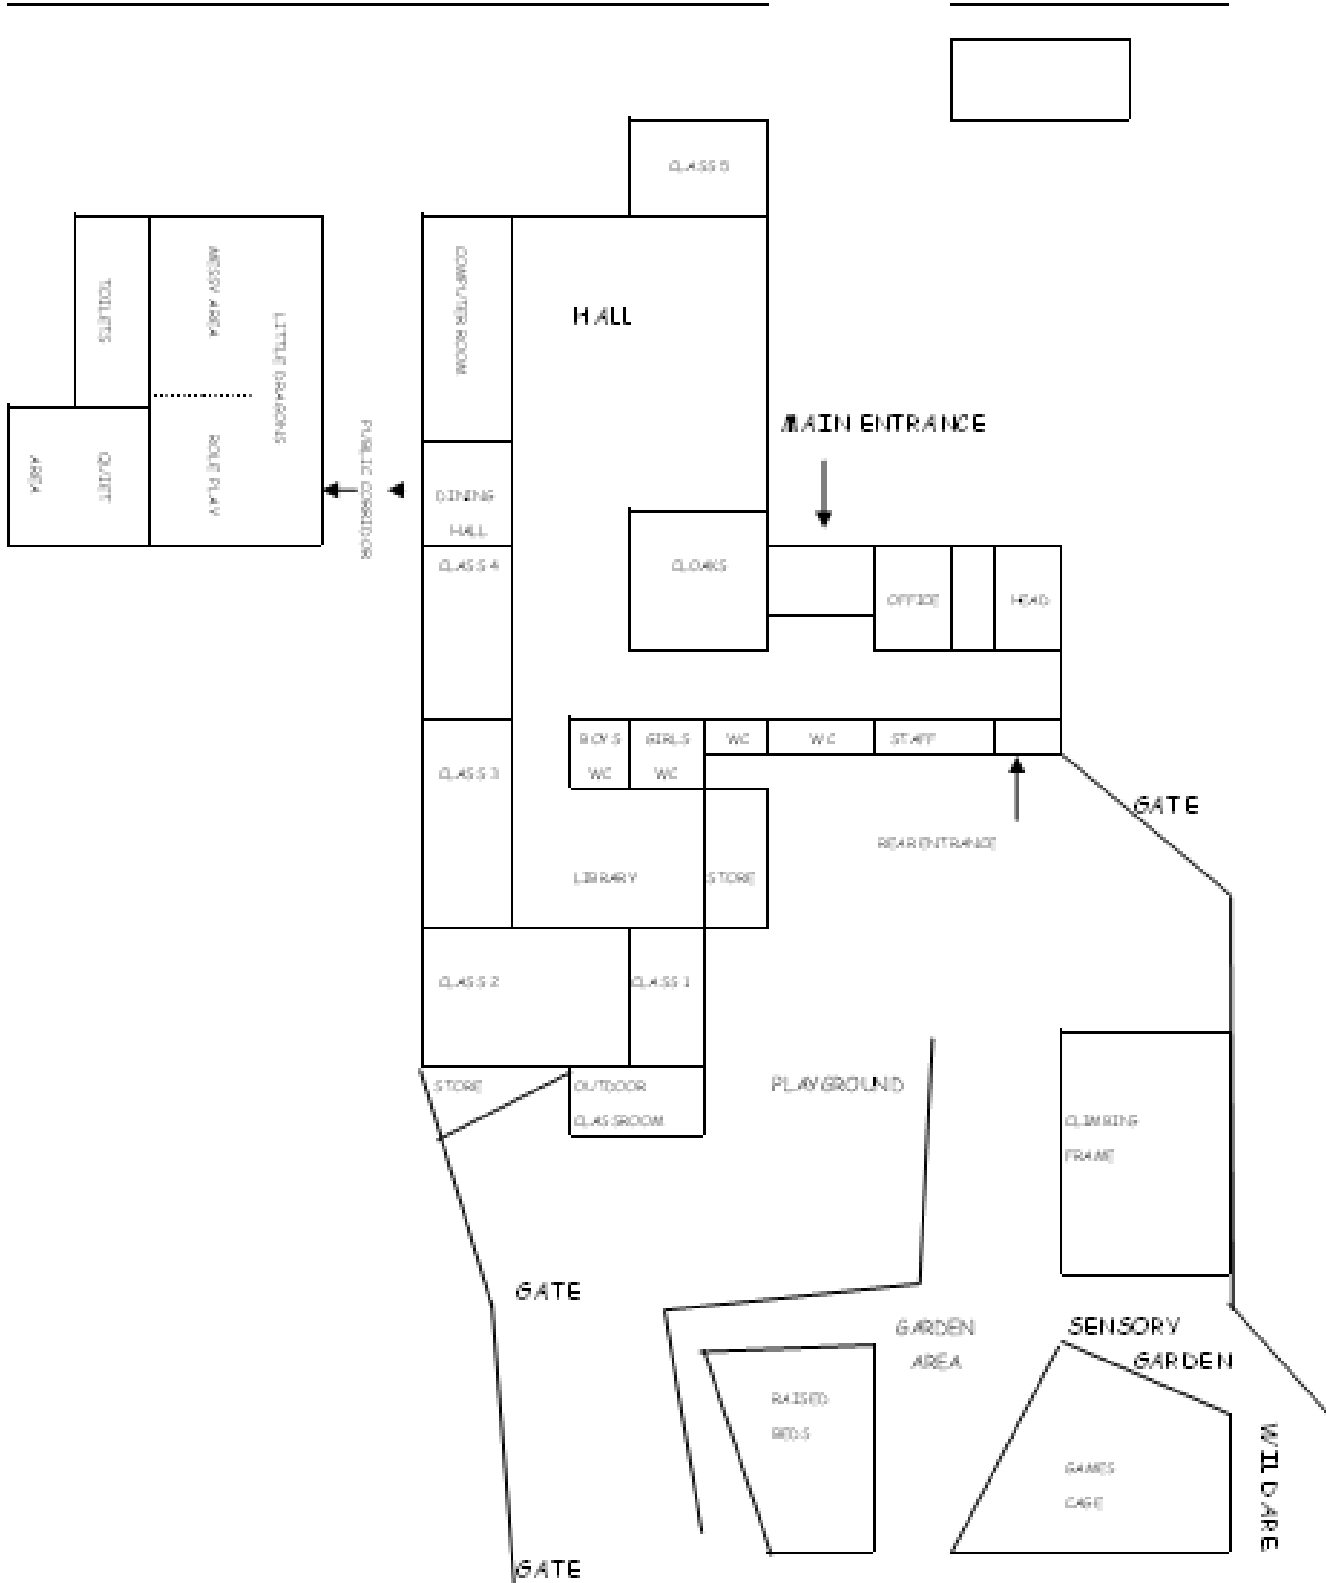 CLASS 5
HALL
COMPUTER ROOM
MESSY AREA
TOILETS
LITTLE DRAGONS
MAIN ENTRANCE
PUBLIC CORRIDOR
ROLE PLAY
QUIET
AREA
DINING
HALL
CLASS 4
CLOAKS
OFFICE
HEAD
BOYS
WC
GIRLS
WC
WC
WC
STAFF
CLASS 3
GATE
REAR ENTRANCE
LIBRARY
STORE
CLASS 2
CLASS 1
STORE
OUTDOOR
CLASSROOM
PLAYGROUND
CLIMBING
FRAME
GATE
GARDEN
AREA
SENSORY
GARDEN
RAISED
BEDS
GAMES
CAGE
WILD ARE
GATE